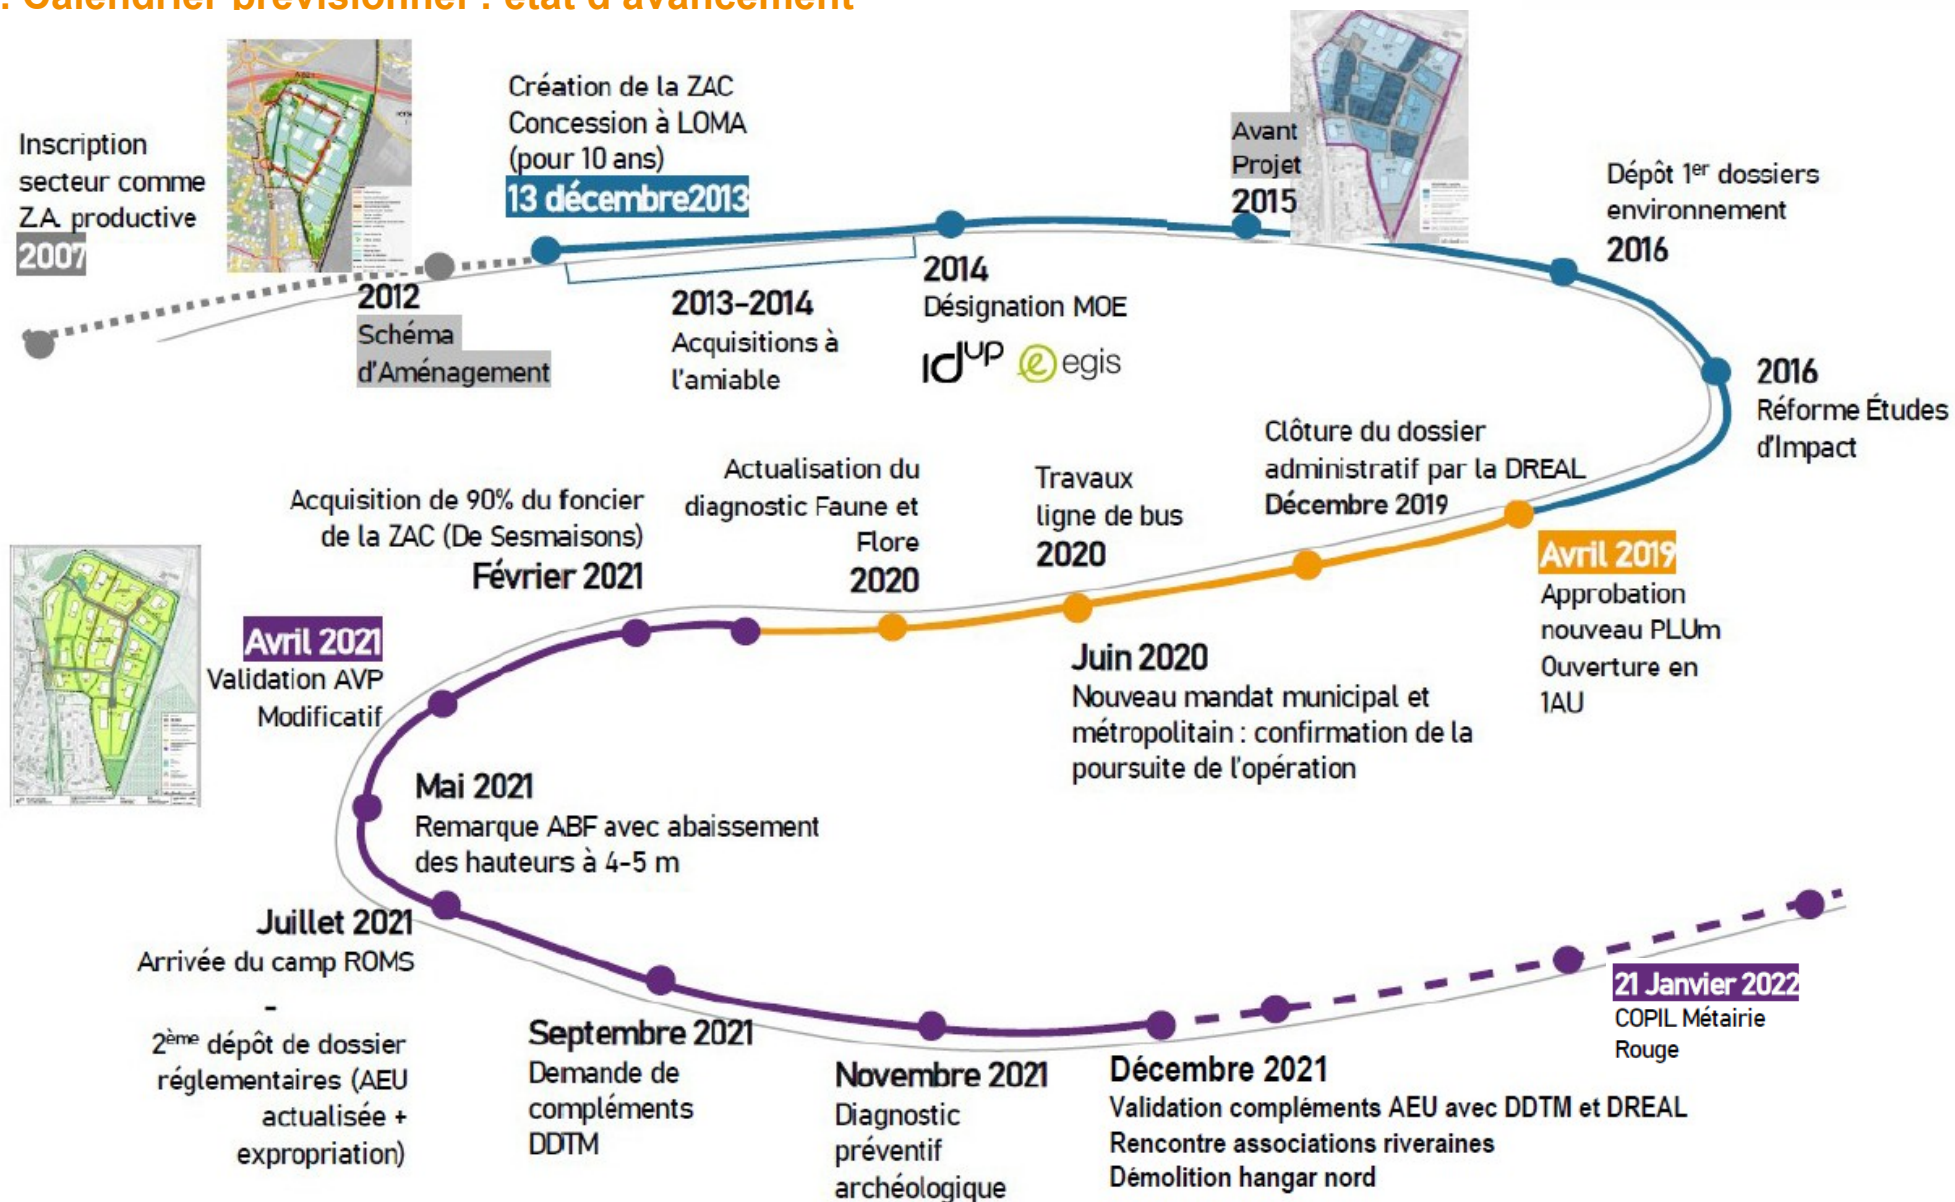 : Calendrier prévisionnel : état d'avancement
Inscription
secteur comme
Z.A. productive
2007
2012
Schéma
d'Aménagement
Création de la ZAC
Concession à LOMA
(pour 10 ans)
13 décembre2013
2013-2014
Acquisitions à
l'amiable
2014
Désignation MOE
idUP egis
Avant
Projet
2015
Dépôt 1er dossiers
environnement
2016
2016
Réforme Études
d'Impact
Avril 2019
Approbation
nouveau PLUm
Ouverture en
1AU
Clôture du dossier
administratif par la DREAL
Décembre 2019
Travaux
ligne de bus
2020
Juin 2020
Nouveau mandat municipal et
métropolitain : confirmation de la
poursuite de l'opération
Actualisation du
diagnostic Faune et
Flore
2020
Acquisition de 90% du foncier
de la ZAC (De Sesmaisons)
Février 2021
Avril 2021
Validation AVP
Modificatif
Mai 2021
Remarque ABF avec abaissement
des hauteurs à 4-5 m
Juillet 2021
Arrivée du camp ROMS
-
2ème dépôt de dossier
réglementaires (AEU
actualisée +
expropriation)
Septembre 2021
Demande de
compléments
DDTM
Novembre 2021
Diagnostic
préventif
archéologique
Décembre 2021
Validation compléments AEU avec DDTM et DREAL
Rencontre associations riveraines
Démolition hangar nord
21 Janvier 2022
COPIL Métairie
Rouge